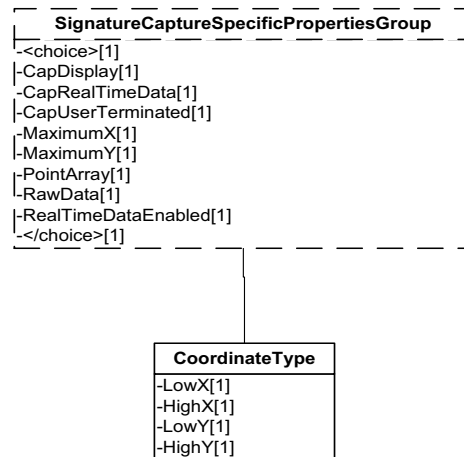 SignatureCaptureSpecificPropertiesGroup
-<choice>[1]
-CapDisplay[1]
-CapRealTimeData[1]
-CapUserTerminated[1]
-MaximumX[1]
-MaximumY[1]
-PointArray[1]
-RawData[1]
-RealTimeDataEnabled[1]
-</choice>[1]
CoordinateType
-LowX[1]
-HighX[1]
-LowY[1]
-HighY[1]